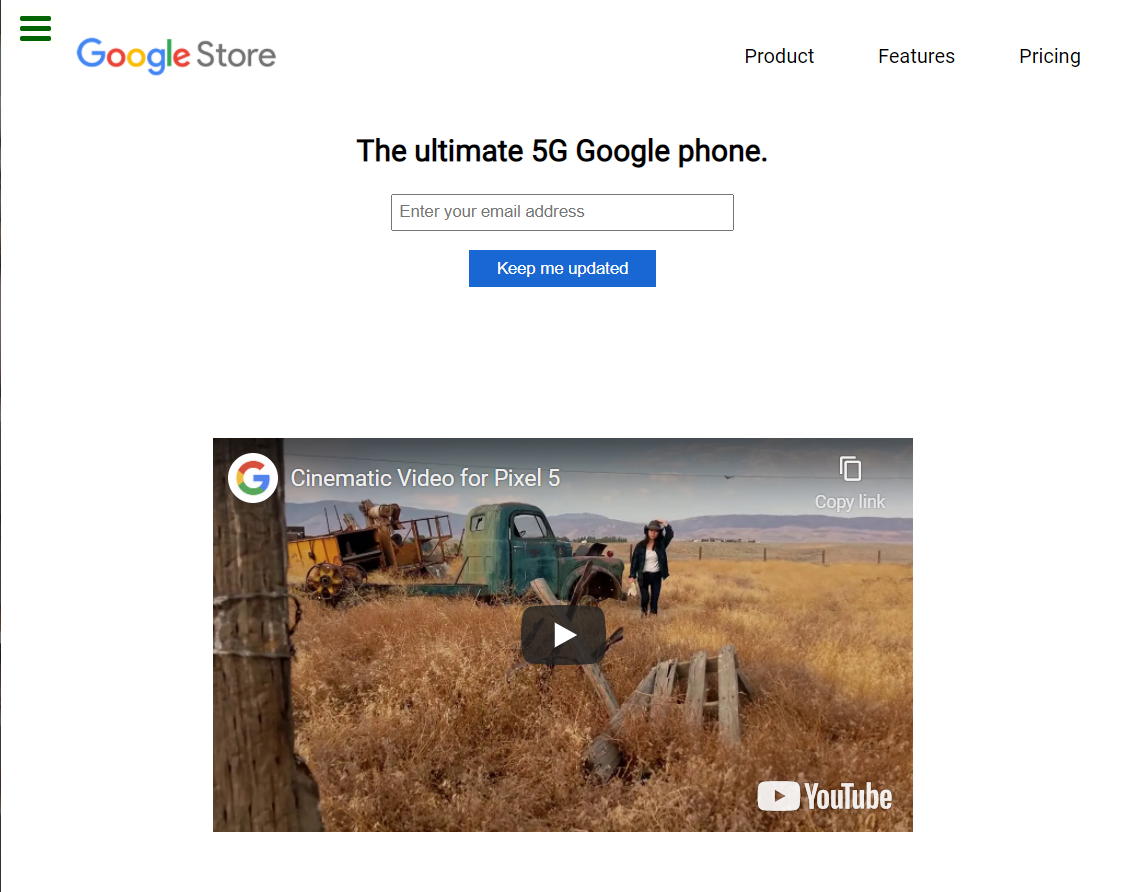 Google Store
Product
Features
Pricing
The ultimate 5G Google phone.
Enter your email address
Keep me updated
G
Cinematic Video for Pixel 5
Copy link
YouTube